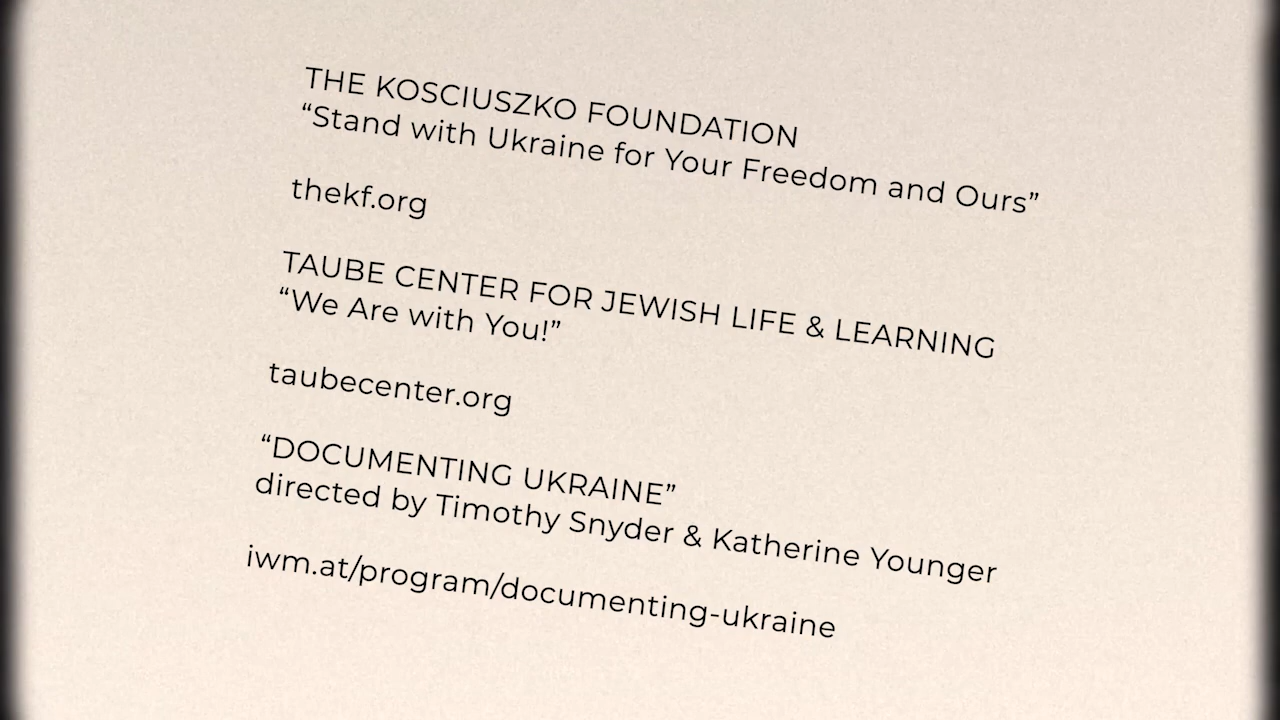 THE KOSCIUSZKO FOUNDATION
“Stand with Ukraine for Your Freedom and Ours”
thekf.org
TAUBE CENTER FOR JEWISH LIFE & LEARNING
“We Are with You!”
taubecenter.org
“DOCUMENTING UKRAINE”
directed by Timothy Snyder & Katherine Younger
iwm.at/program/documenting-ukraine